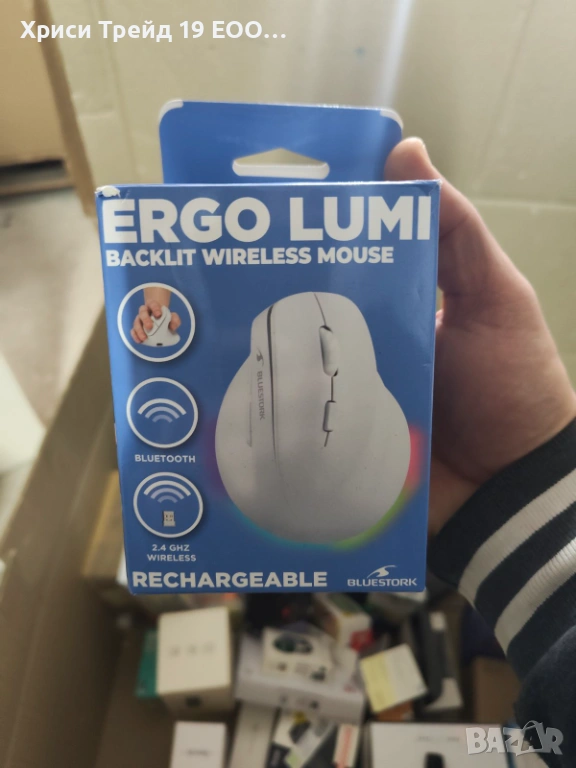 Хриси Трейд 19 ЕОО...
ERGO LUMI
BACKLIT WIRELESS MOUSE
BLUESTORK
BLUETOOTH
2.4 GHZ
WIRELESS
RECHARGEABLE
BLUESTORK
BAZAR